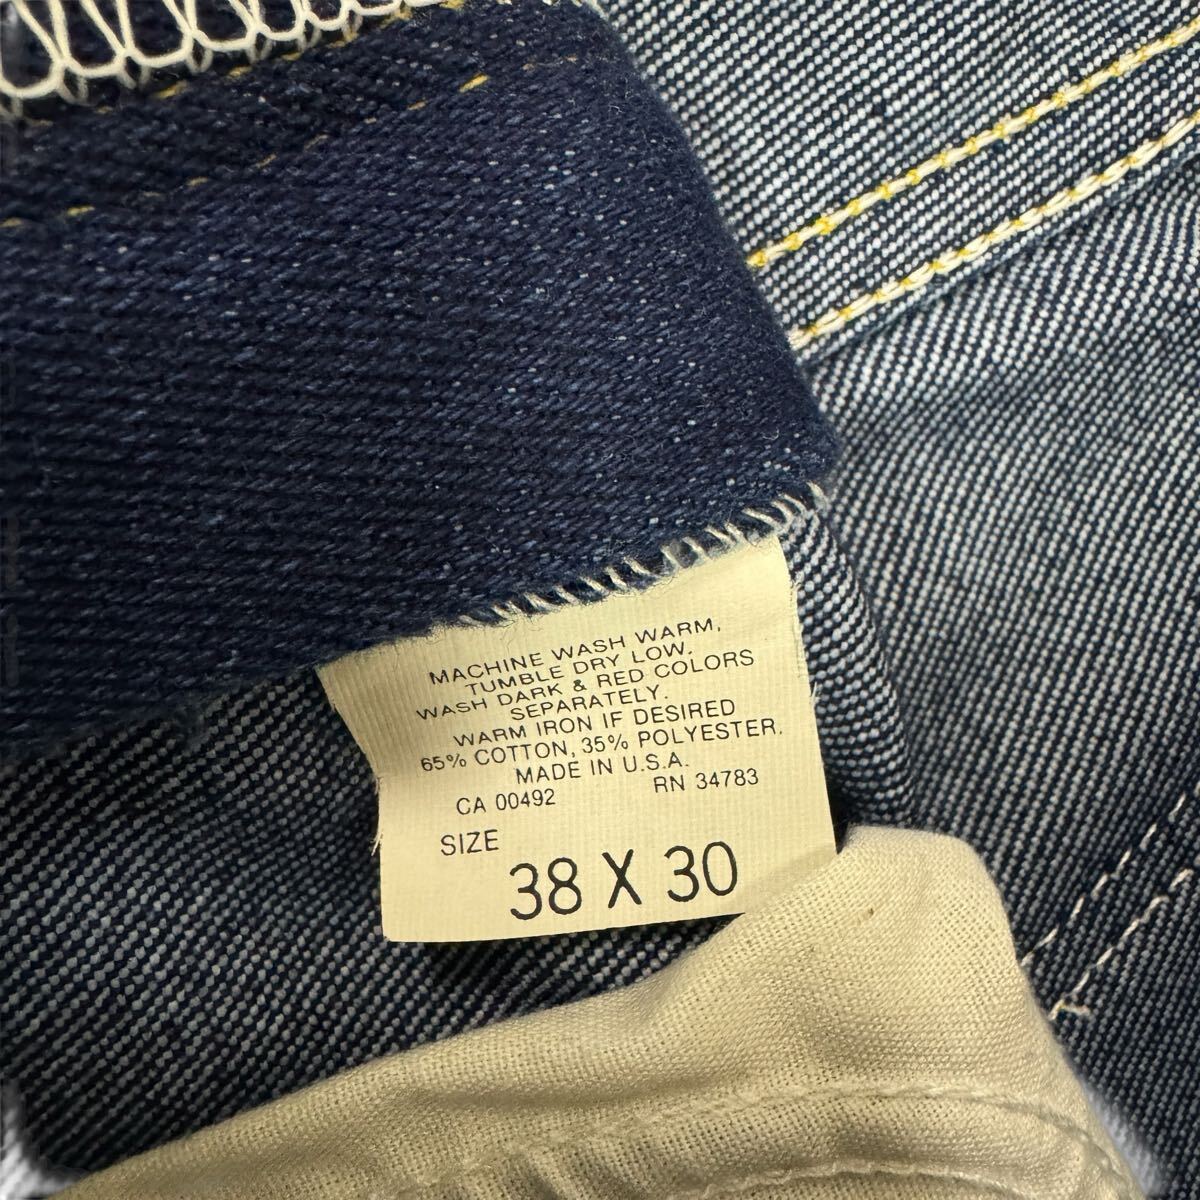 MACHINE WASH WARM,
TUMBLE DRY LOW.
WASH DARK & RED COLORS
SEPARATELY.
WARM IRON IF DESIRED
65% COTTON, 35% POLYESTER.
MADE IN U.S.A.
CA 00492 RN 34783
SIZE
38 X 30